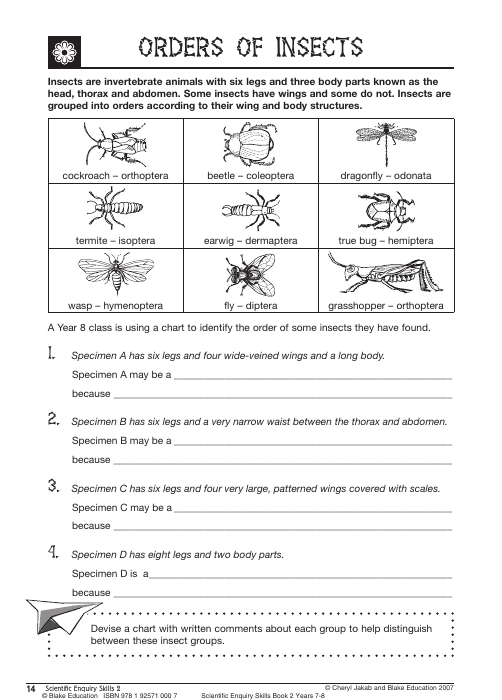 ORDERS OF INSECTS
Insects are invertebrate animals with six legs and three body parts known as the
head, thorax and abdomen. Some insects have wings and some do not. Insects are
grouped into orders according to their wing and body structures.
cockroach – orthoptera
beetle – coleoptera
dragonfly – odonata
termite – isoptera
earwig – dermaptera
true bug – hemiptera
wasp – hymenoptera
fly – diptera
grasshopper – orthoptera
A Year 8 class is using a chart to identify the order of some insects they have found.
1. Specimen A has six legs and four wide-veined wings and a long body.
Specimen A may be a
because
2. Specimen B has six legs and a very narrow waist between the thorax and abdomen.
Specimen B may be a
because
3. Specimen C has six legs and four very large, patterned wings covered with scales.
Specimen C may be a
because
4. Specimen D has eight legs and two body parts.
Specimen D is a
because
Devise a chart with written comments about each group to help distinguish
between these insect groups.
14 Scientific Enquiry Skills 2 © Cheryl Jakab and Blake Education 2007
© Blake Education ISBN 978 1 92571 000 7 Scientific Enquiry Skills Book 2 Years 7-8